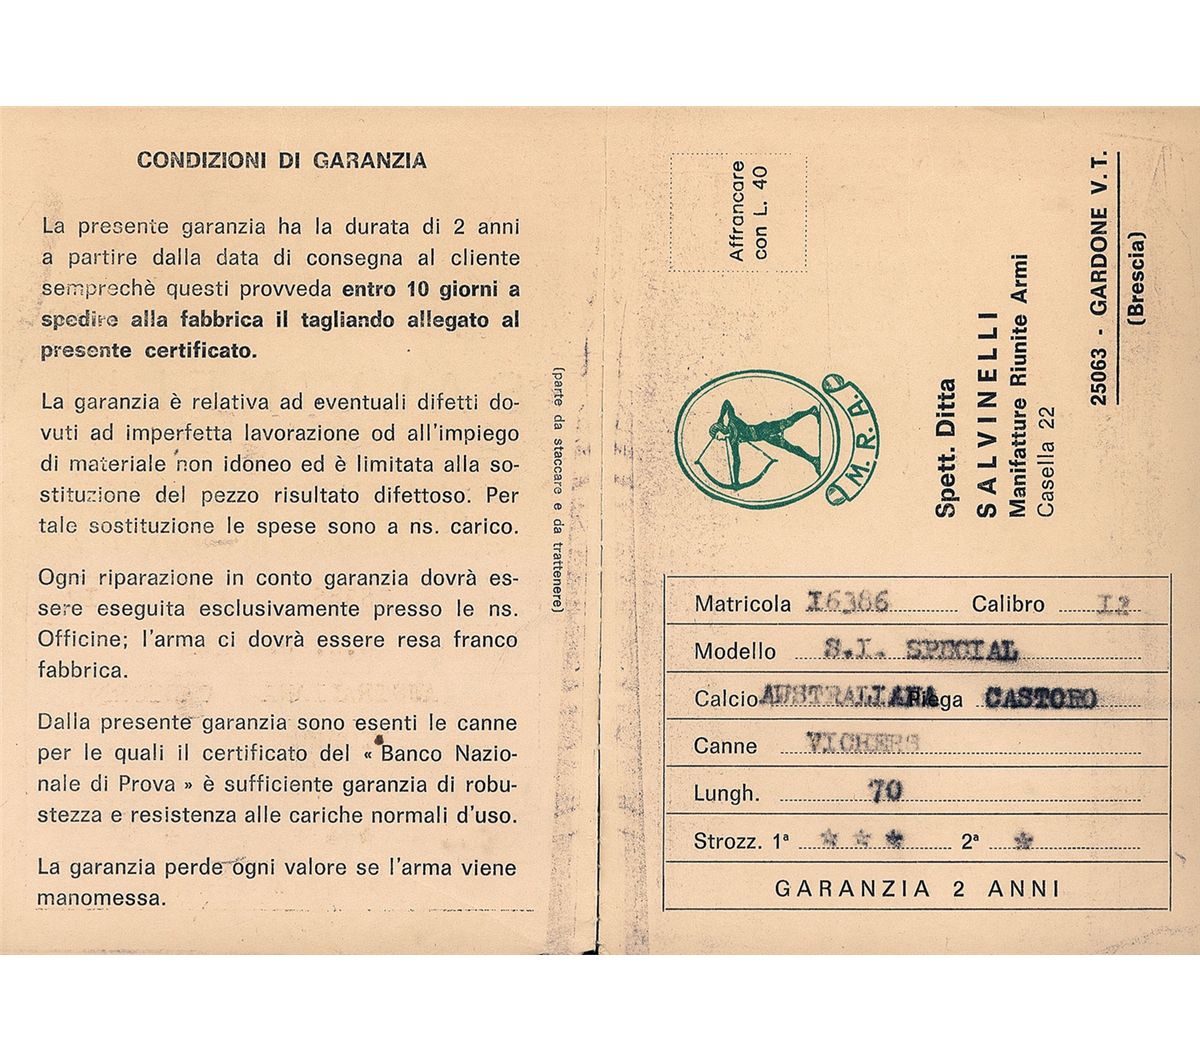 CONDIZIONI DI GARANZIA
La presente garanzia ha la durata di 2 anni
a partire dalla data di consegna al cliente
semprechè questi provveda entro 10 giorni a
spedire alla fabbrica il tagliando allegato al
presente certificato.
La garanzia è relativa ad eventuali difetti do-
vuti ad imperfetta lavorazione od all'impiego
di materiale non idoneo ed è limitata alla so-
stituzione del pezzo risultato difettoso. Per
tale sostituzione le spese sono a ns. carico.
Ogni riparazione in conto garanzia dovrà es-
sere eseguita esclusivamente presso le ns.
Officine; l'arma ci dovrà essere resa franco
fabbrica.
Dalla presente garanzia sono esenti le canne
per le quali il certificato del « Banco Nazio-
nale di Prova » è sufficiente garanzia di robu-
stezza e resistenza alle cariche normali d'uso.
La garanzia perde ogni valore se l'arma viene
manomessa.
(parte da staccare e da trattenere)
Affrancare
con L. 40
M. R. A.
Spett. Ditta
SALVINELLI
Manifatture Riunite Armi
Casella 22
25063 - GARDONE V. T.
(Brescia)
Matricola I6386 Calibro I2
Modello S.I. SPECIAL
Calcio AUSTRALIANA Piega CASTORO
Canne VICHERS
Lungh. 70
Strozz. 1ª * * * 2ª *
GARANZIA 2 ANNI